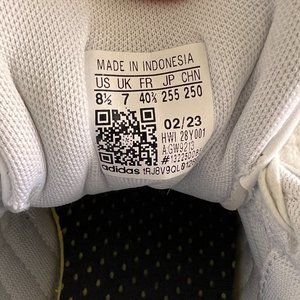 MADE IN INDONESIA
US UK FR JP CHN
8½ 7 40⅔ 255 250
02/23
HWI 28Y001
adidas